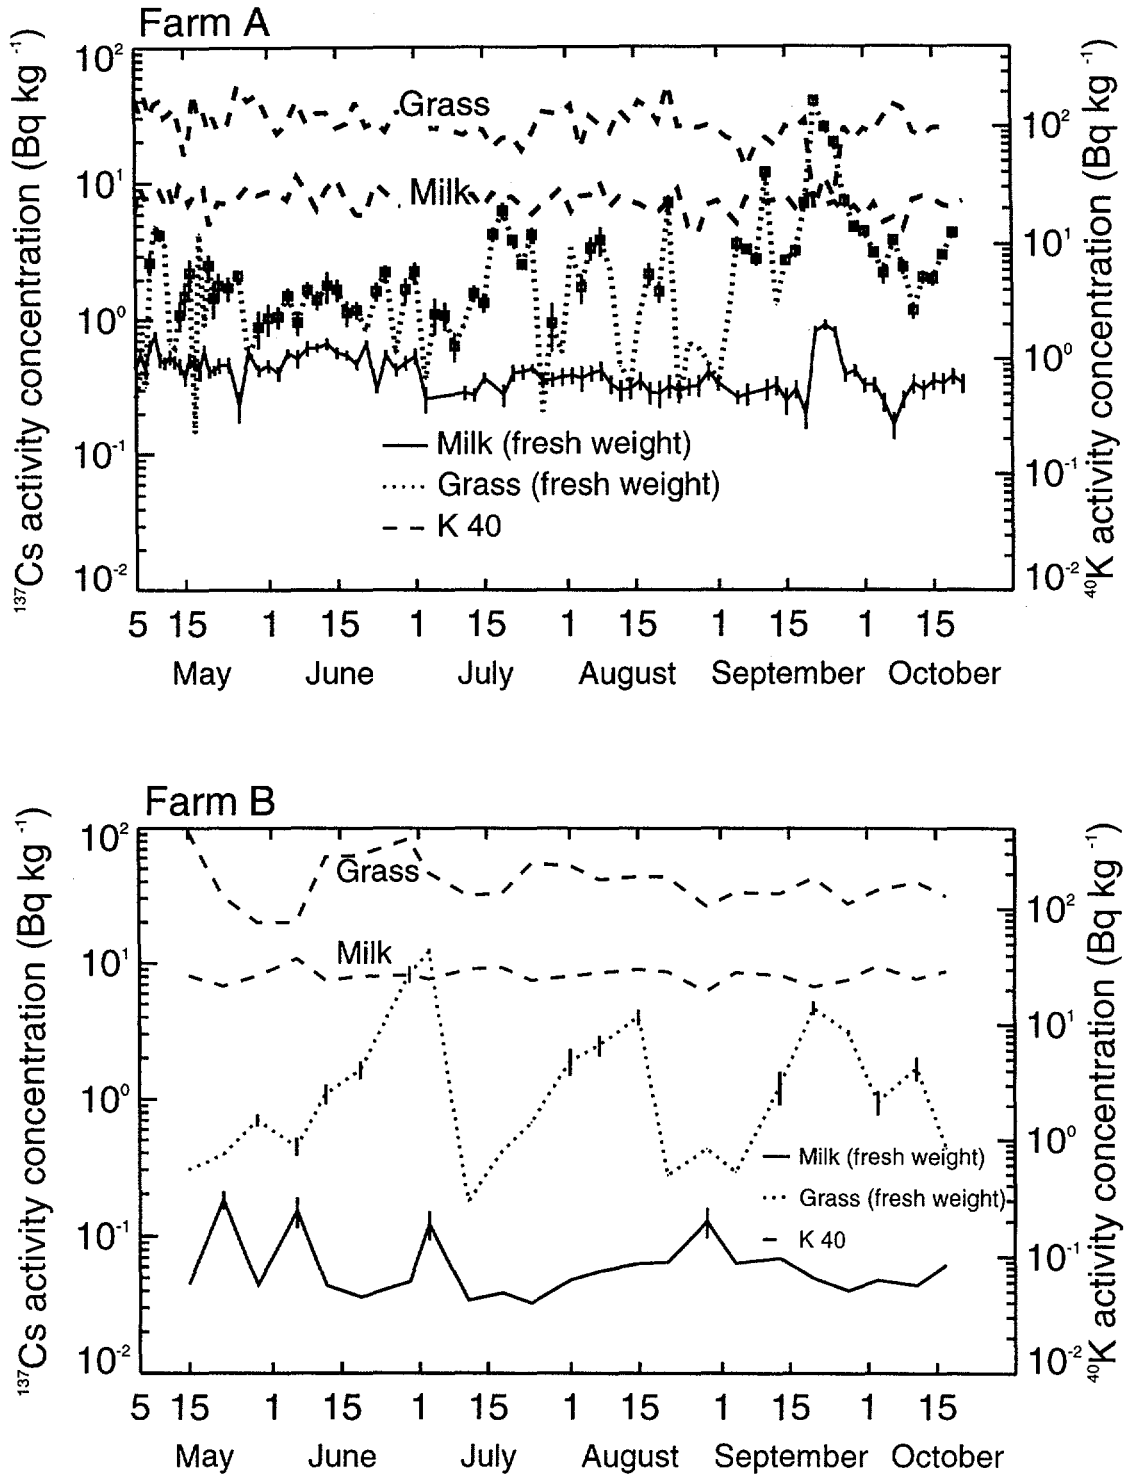 Farm A
¹³⁷Cs activity concentration (Bq kg⁻¹)
10² 10¹ 10⁰ 10⁻¹ 10⁻²
Grass
Milk
Milk (fresh weight)
Grass (fresh weight)
K 40
10² 10¹ 10⁰ 10⁻¹ 10⁻²
⁴⁰K activity concentration (Bq kg⁻¹)
5 15 1 15 1 15 1 15 1 15 1 15
May June July August September October
Farm B
¹³⁷Cs activity concentration (Bq kg⁻¹)
10² 10¹ 10⁰ 10⁻¹ 10⁻²
Grass
Milk
Milk (fresh weight)
Grass (fresh weight)
K 40
10² 10¹ 10⁰ 10⁻¹ 10⁻²
⁴⁰K activity concentration (Bq kg⁻¹)
5 15 1 15 1 15 1 15 1 15 1 15
May June July August September October